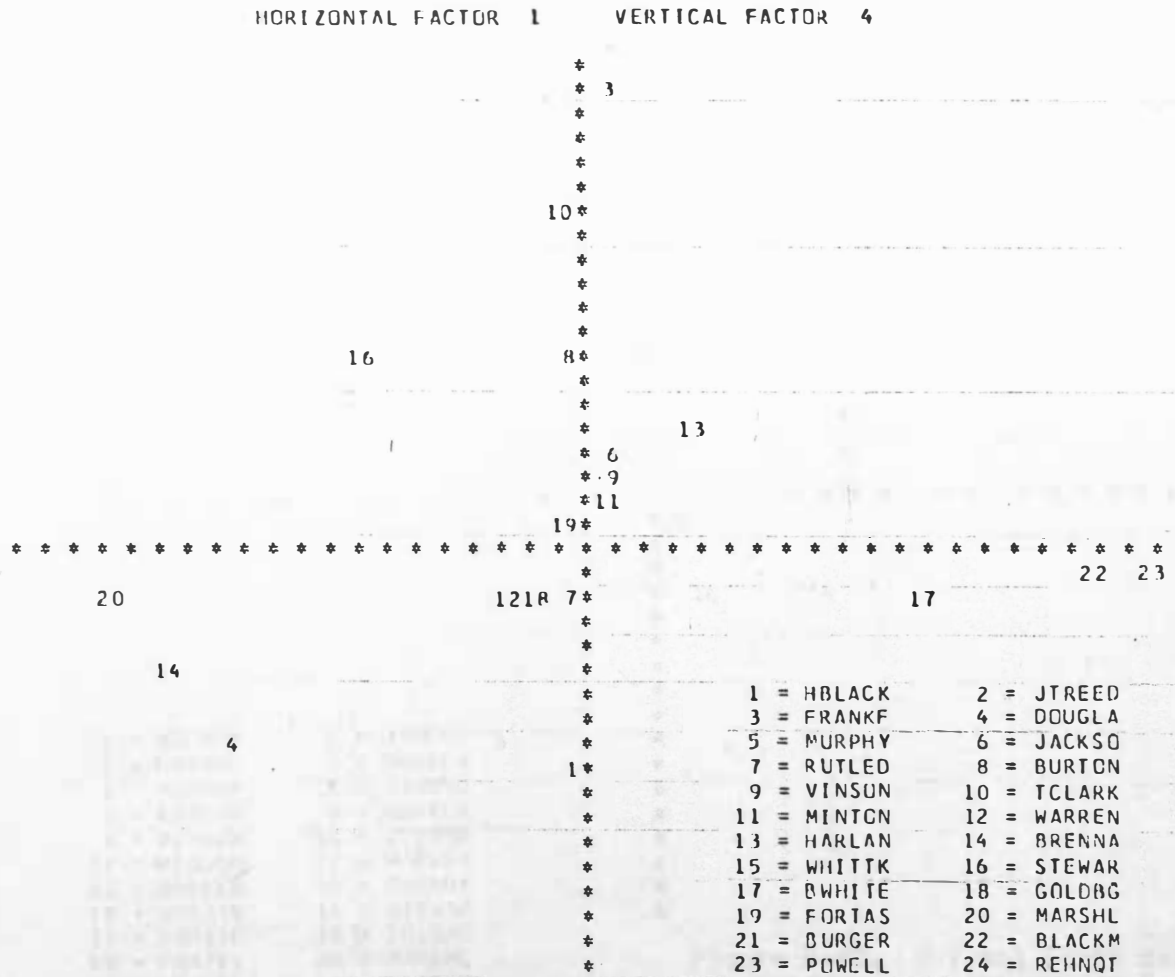 HORIZONTAL FACTOR 1 VERTICAL FACTOR 4
*
* 3
*
*
*
*
10*
*
*
*
*
*
16 8*
*
*
* 13
* 6
* 9
*11
19*
* * * * * * * * * * * * * * * * * * * * * * * * * * * * * * * * * * * * * * * * *
* 22 23
20 1218 7* 17
*
*
14 *
* 1 = HBLACK 2 = JTREED
* 3 = FRANKF 4 = DOUGLA
4 * 5 = MURPHY 6 = JACKSO
1* 7 = RUTLED 8 = BURTON
* 9 = VINSON 10 = TCLARK
* 11 = MINTON 12 = WARREN
* 13 = HARLAN 14 = BRENNA
* 15 = WHITTK 16 = STEWAR
* 17 = BWHITE 18 = GOLDBG
* 19 = FORTAS 20 = MARSHL
* 21 = BURGER 22 = BLACKM
* 23 = POWELL 24 = REHNQT